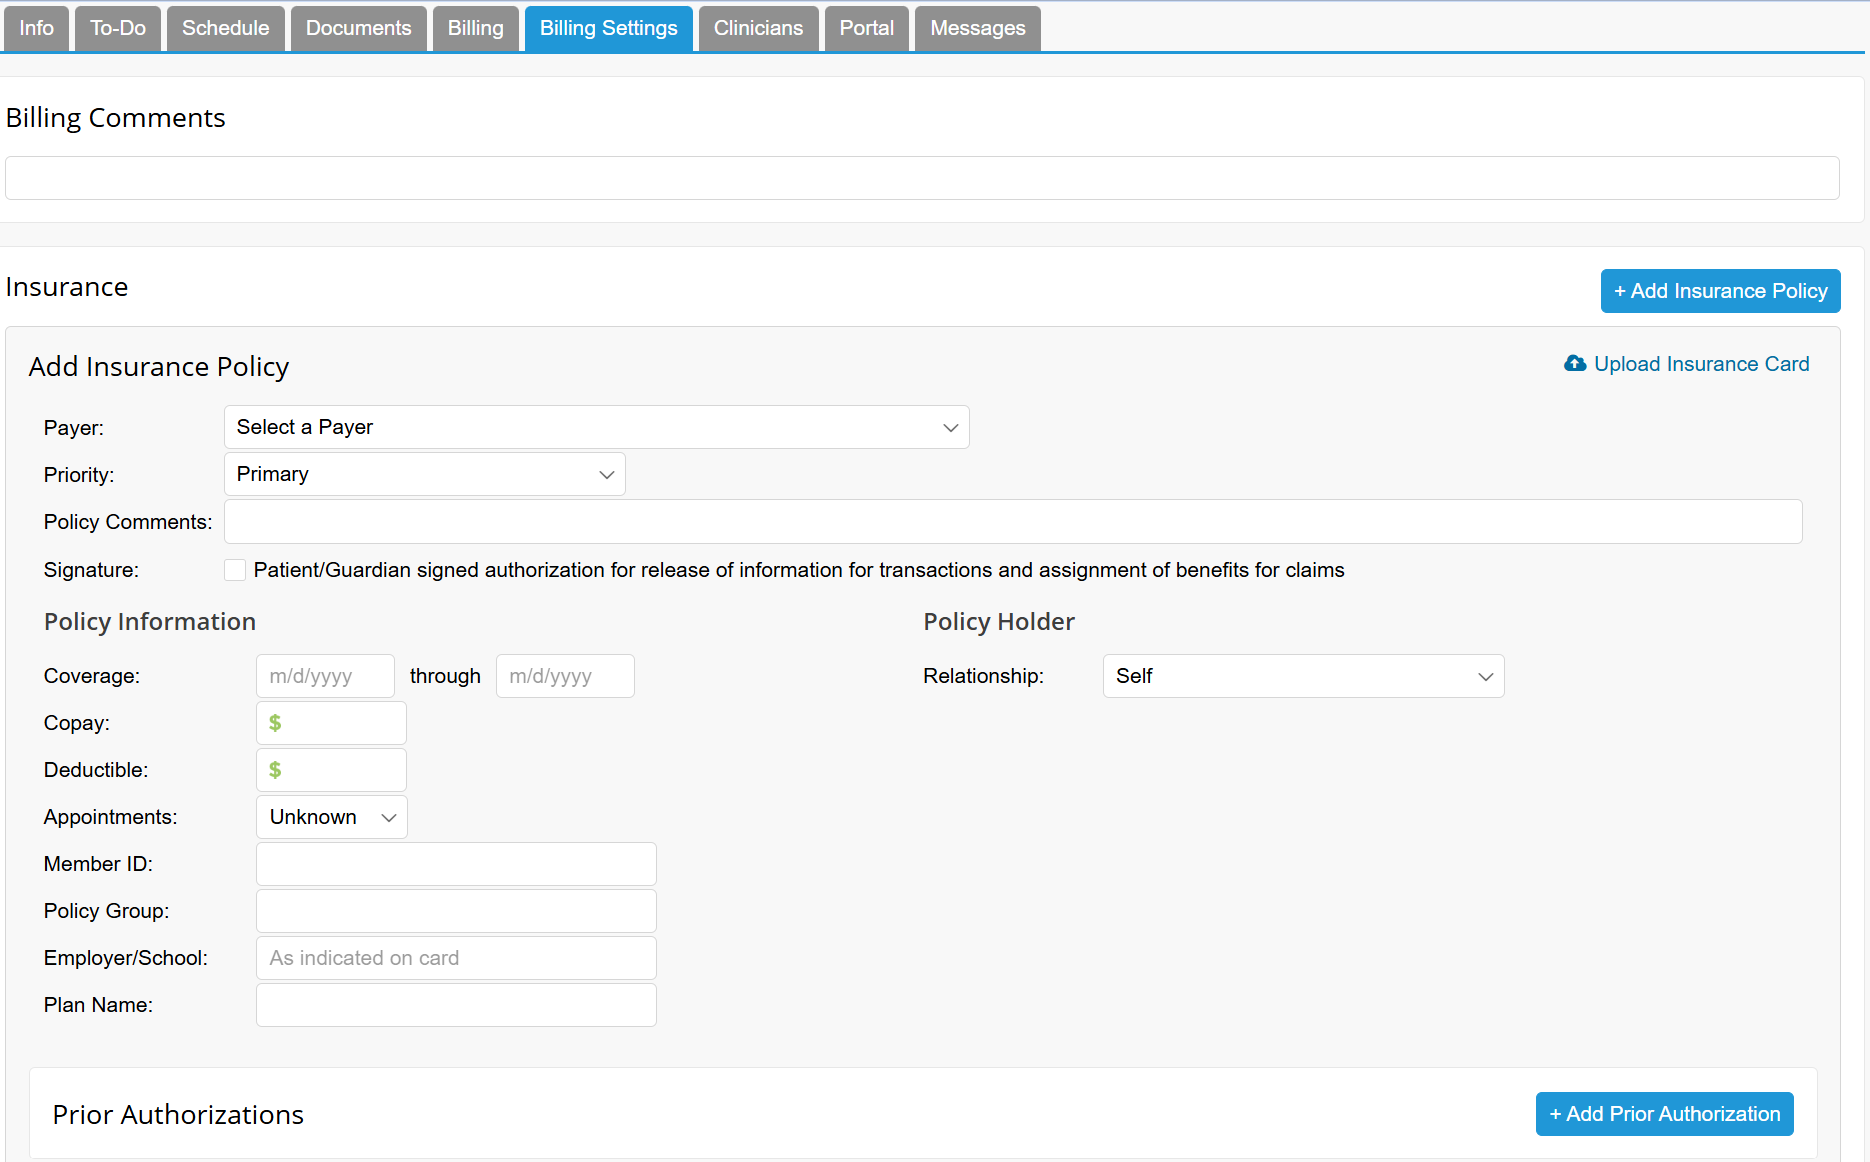 Info To-Do Schedule Documents Billing Billing Settings Clinicians Portal Messages
Billing Comments
Insurance
+ Add Insurance Policy
Add Insurance Policy
Upload Insurance Card
Payer: Select a Payer
Priority: Primary
Policy Comments:
Signature: Patient/Guardian signed authorization for release of information for transactions and assignment of benefits for claims
Policy Information
Coverage: m/d/yyyy through m/d/yyyy
Copay: $
Deductible: $
Appointments: Unknown
Member ID:
Policy Group:
Employer/School: As indicated on card
Plan Name:
Policy Holder
Relationship: Self
Prior Authorizations
+ Add Prior Authorization